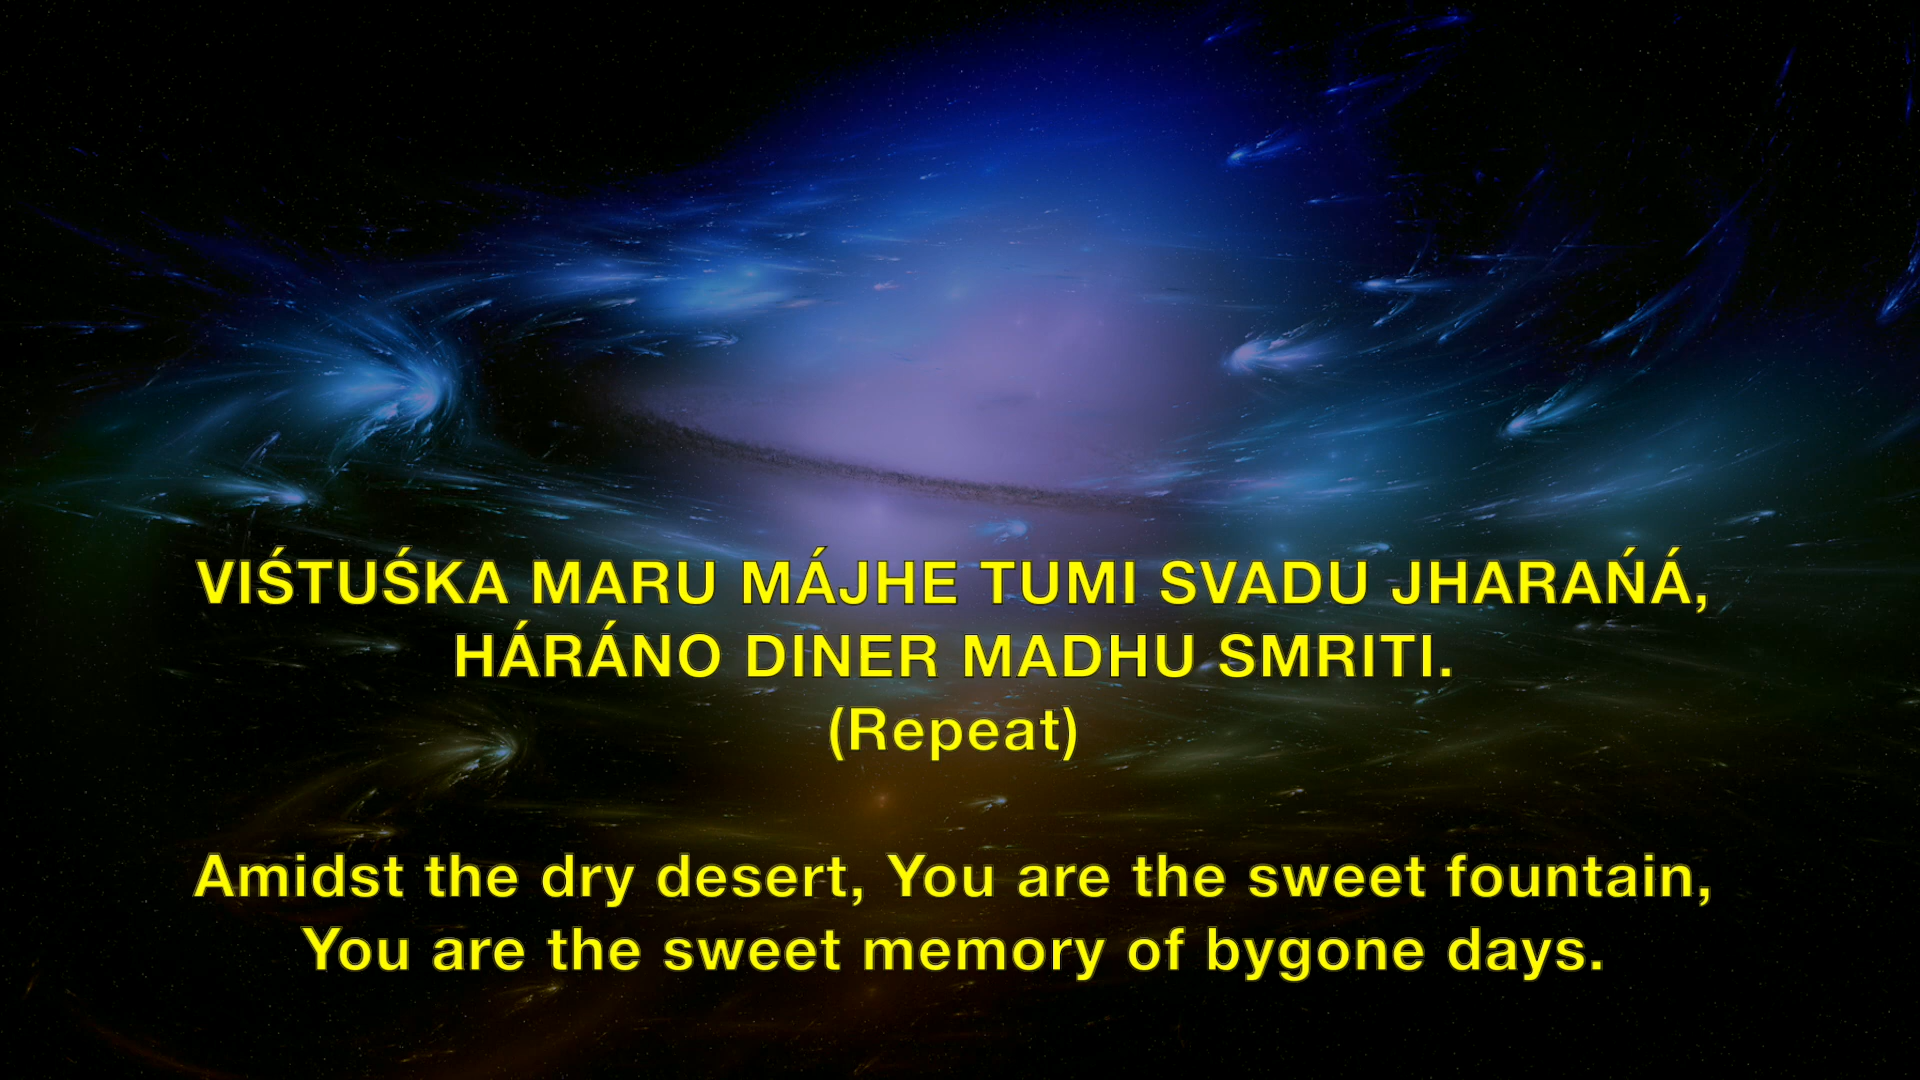 VIŚTUŚKA MARU MÁJHE TUMI SVADU JHARAŃÁ,
HÁRÁNO DINER MADHU SMRITI.
(Repeat)
Amidst the dry desert, You are the sweet fountain,
You are the sweet memory of bygone days.